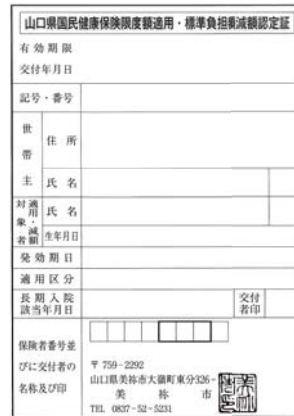 山口県国民健康保険限度額適用・標準負担額減額認定証
有効期限
交付年月日
記号・番号
世帯主
住所
氏名
適用・減額対象者
氏名
生年月日
発効期日
適用区分
長期入院該当年月日
交付者印
保険者番号並びに交付者の名称及び印
〒759-2292
山口県美祢市大嶺町東分326-
美祢市
TEL 0837-52-5231